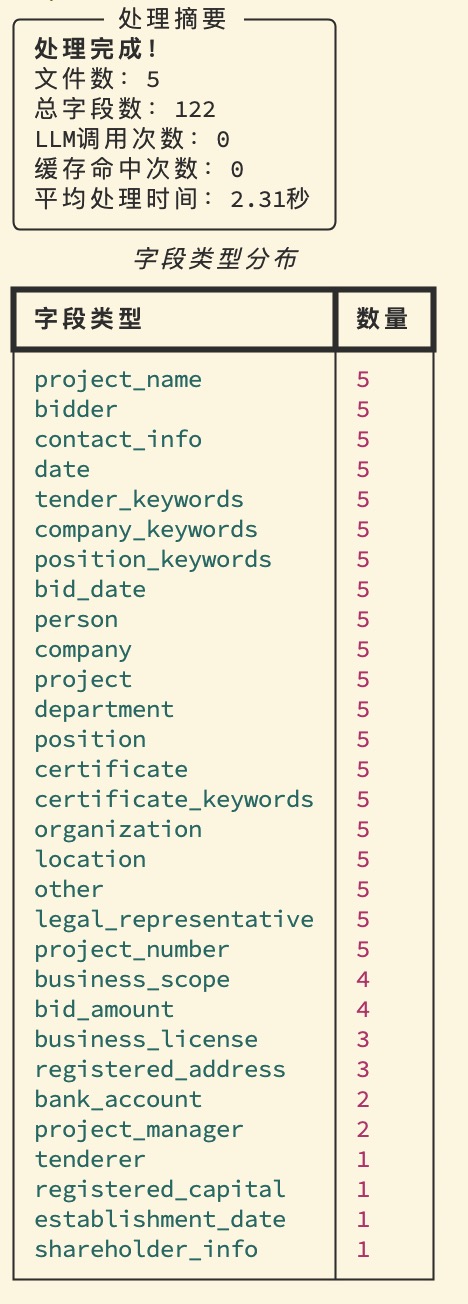 处理摘要
处理完成!
文件数: 5
总字段数: 122
LLM调用次数: 0
缓存命中次数: 0
平均处理时间: 2.31秒
字段类型分布
字段类型 数量
project_name 5
bidder 5
contact_info 5
date 5
tender_keywords 5
company_keywords 5
position_keywords 5
bid_date 5
person 5
company 5
project 5
department 5
position 5
certificate 5
certificate_keywords 5
organization 5
location 5
other 5
legal_representative 5
project_number 5
business_scope 4
bid_amount 4
business_license 3
registered_address 3
bank_account 2
project_manager 2
tenderer 1
registered_capital 1
establishment_date 1
shareholder_info 1